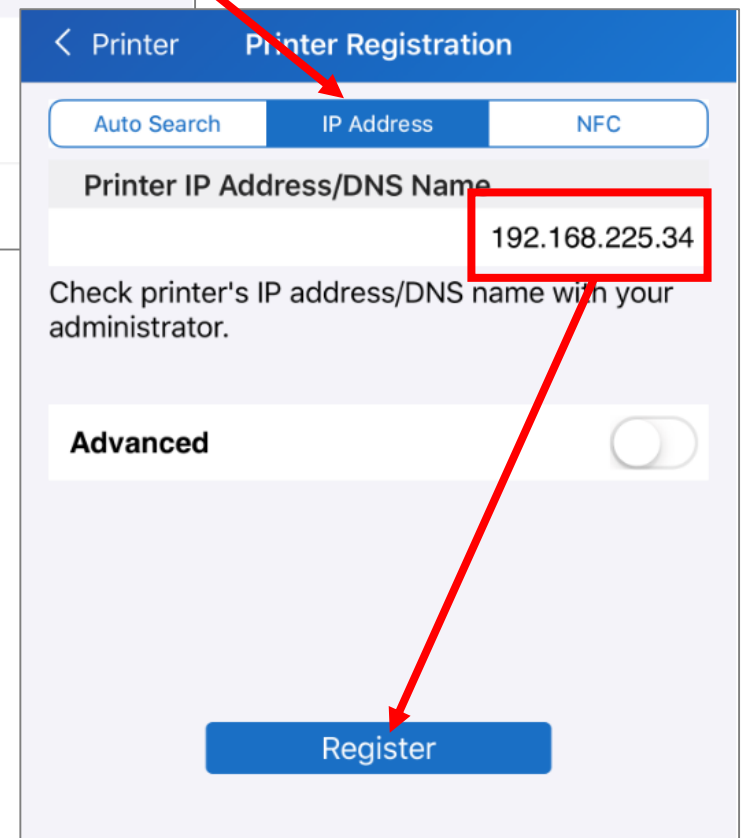 Printer Printer Registration
Auto Search IP Address NFC
Printer IP Address/DNS Name
192.168.225.34
Check printer's IP address/DNS name with your
administrator.
Advanced
Register